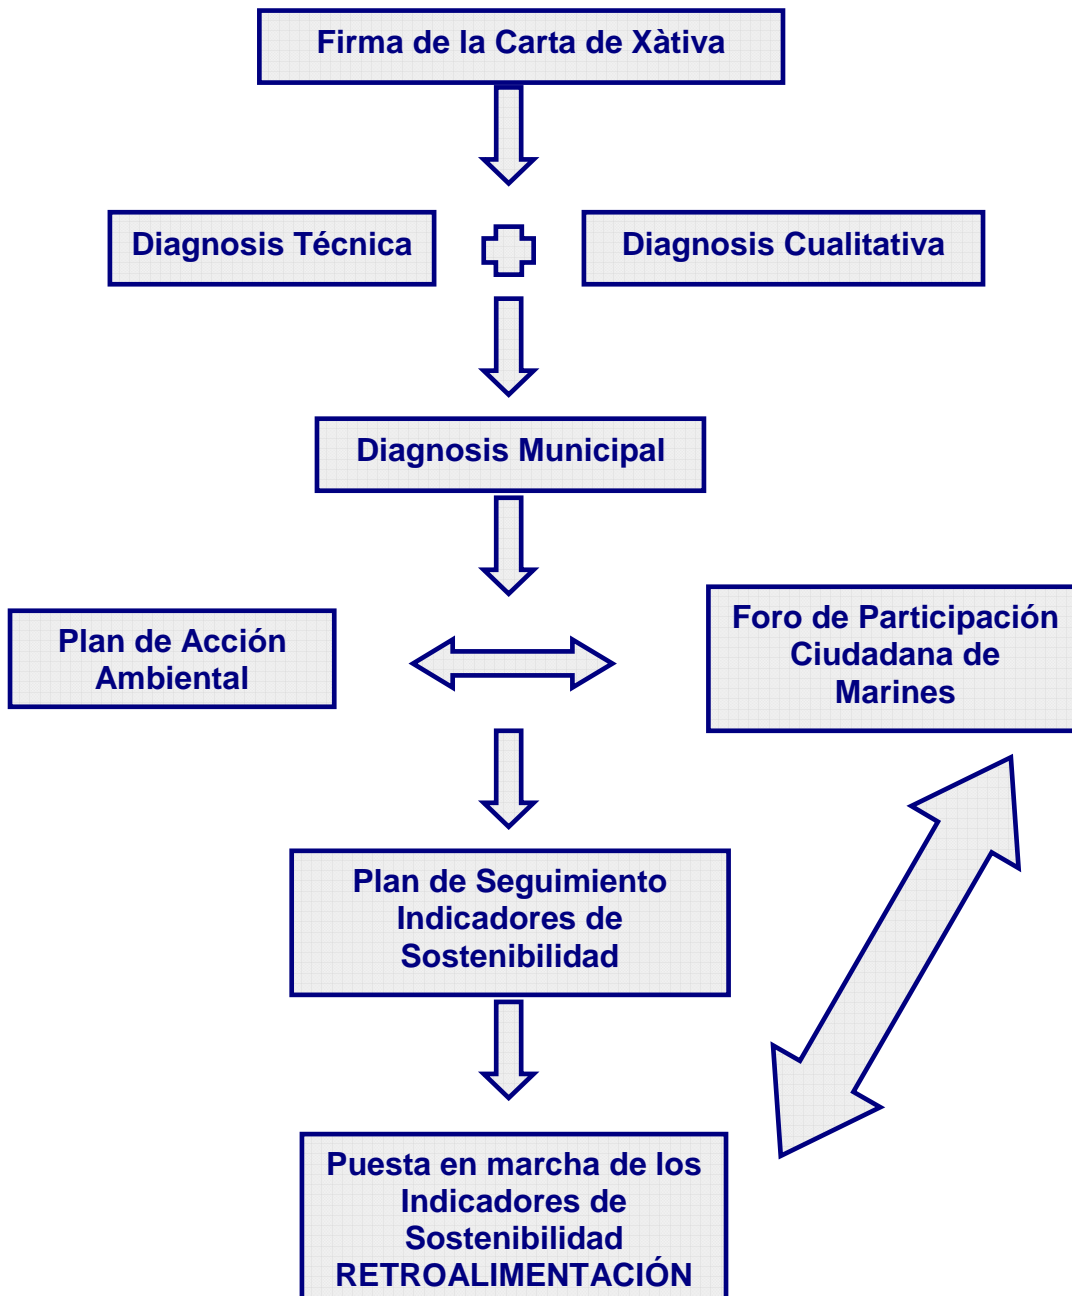 Firma de la Carta de Xàtiva
Diagnosis Técnica
Diagnosis Cualitativa
Diagnosis Municipal
Plan de Acción
Ambiental
Foro de Participación
Ciudadana de
Marines
Plan de Seguimiento
Indicadores de
Sostenibilidad
Puesta en marcha de los
Indicadores de
Sostenibilidad
RETROALIMENTACIÓN